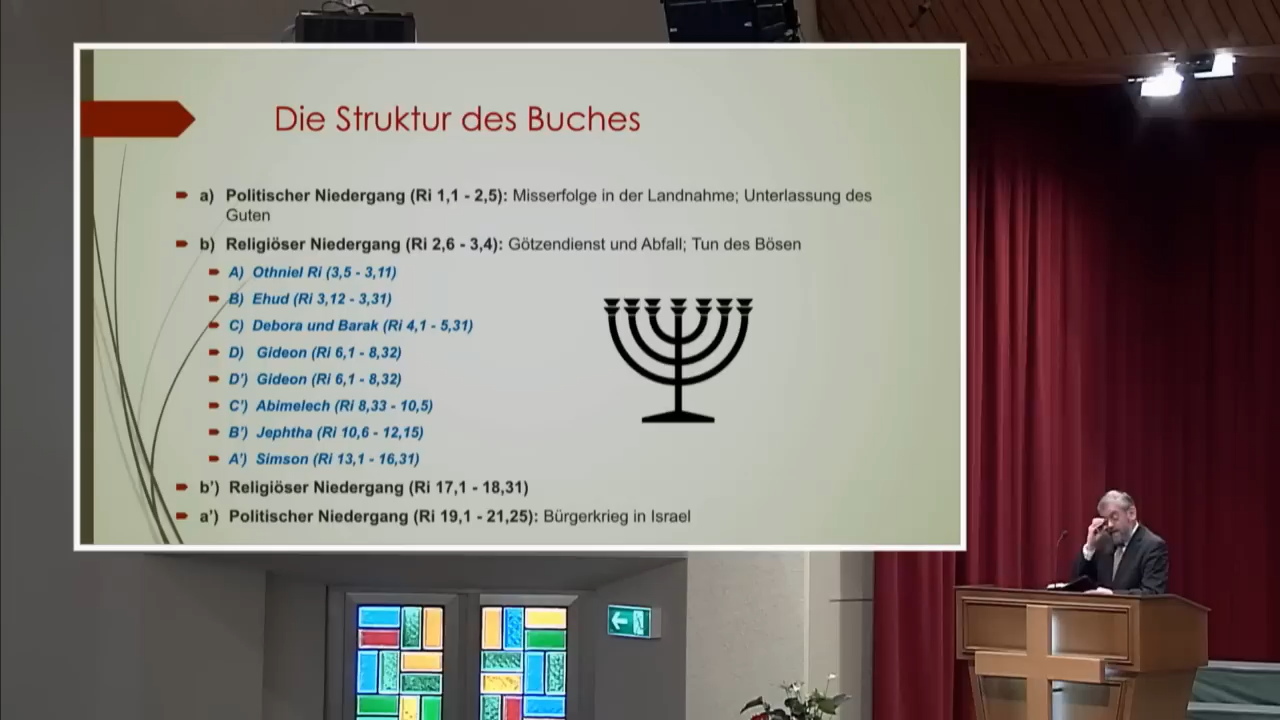 Die Struktur des Buches
a) Politischer Niedergang (Ri 1,1 - 2,5): Misserfolge in der Landnahme; Unterlassung des
Guten
b) Religiöser Niedergang (Ri 2,6 - 3,4): Götzendienst und Abfall; Tun des Bösen
A) Othniel Ri (3,5 - 3,11)
B) Ehud (Ri 3,12 - 3,31)
C) Debora und Barak (Ri 4,1 - 5,31)
D) Gideon (Ri 6,1 - 8,32)
D') Gideon (Ri 6,1 - 8,32)
C') Abimelech (Ri 8,33 - 10,5)
B') Jephtha (Ri 10,6 - 12,15)
A') Simson (Ri 13,1 - 16,31)
b') Religiöser Niedergang (Ri 17,1 - 18,31)
a') Politischer Niedergang (Ri 19,1 - 21,25): Bürgerkrieg in Israel